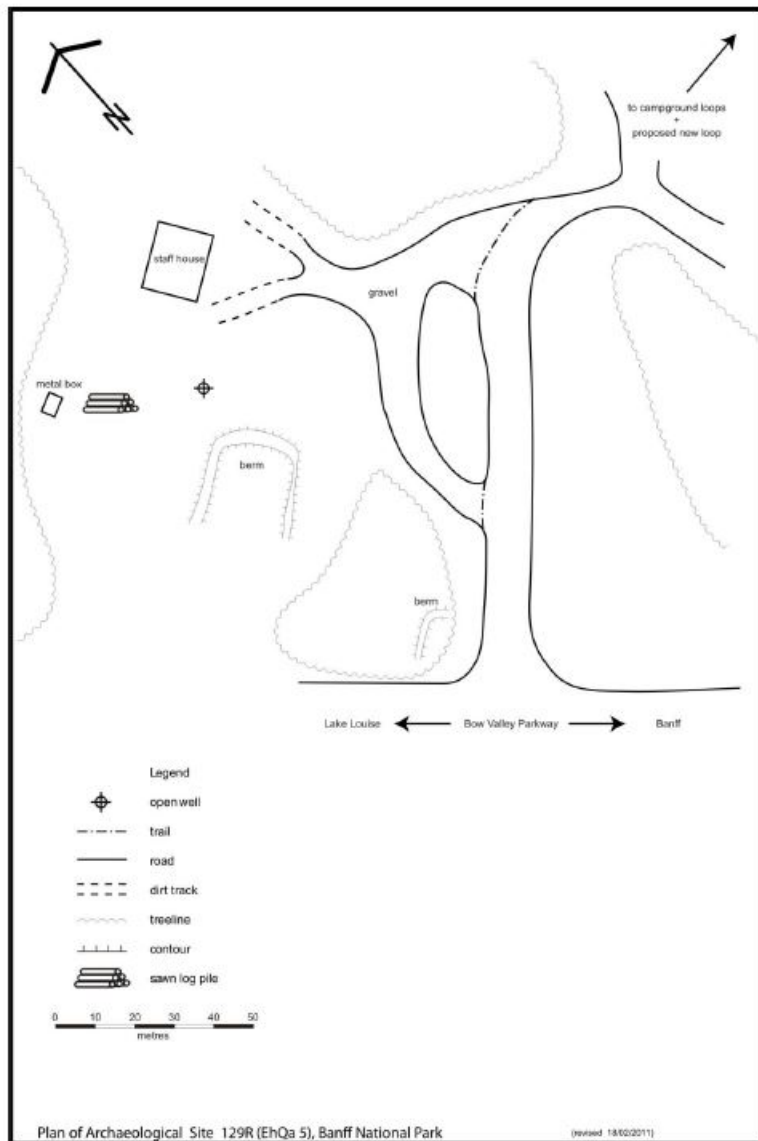 to campground loops
+
proposed new loop
staff house
gravel
metal box
berm
berm
Lake Louise
Bow Valley Parkway
Banff
Legend
open well
trail
road
dirt track
treeline
contour
sawn log pile
0 10 20 30 40 50
metres
Plan of Archaeological Site 129R (EhQa 5), Banff National Park
(revised 18/02/2011)